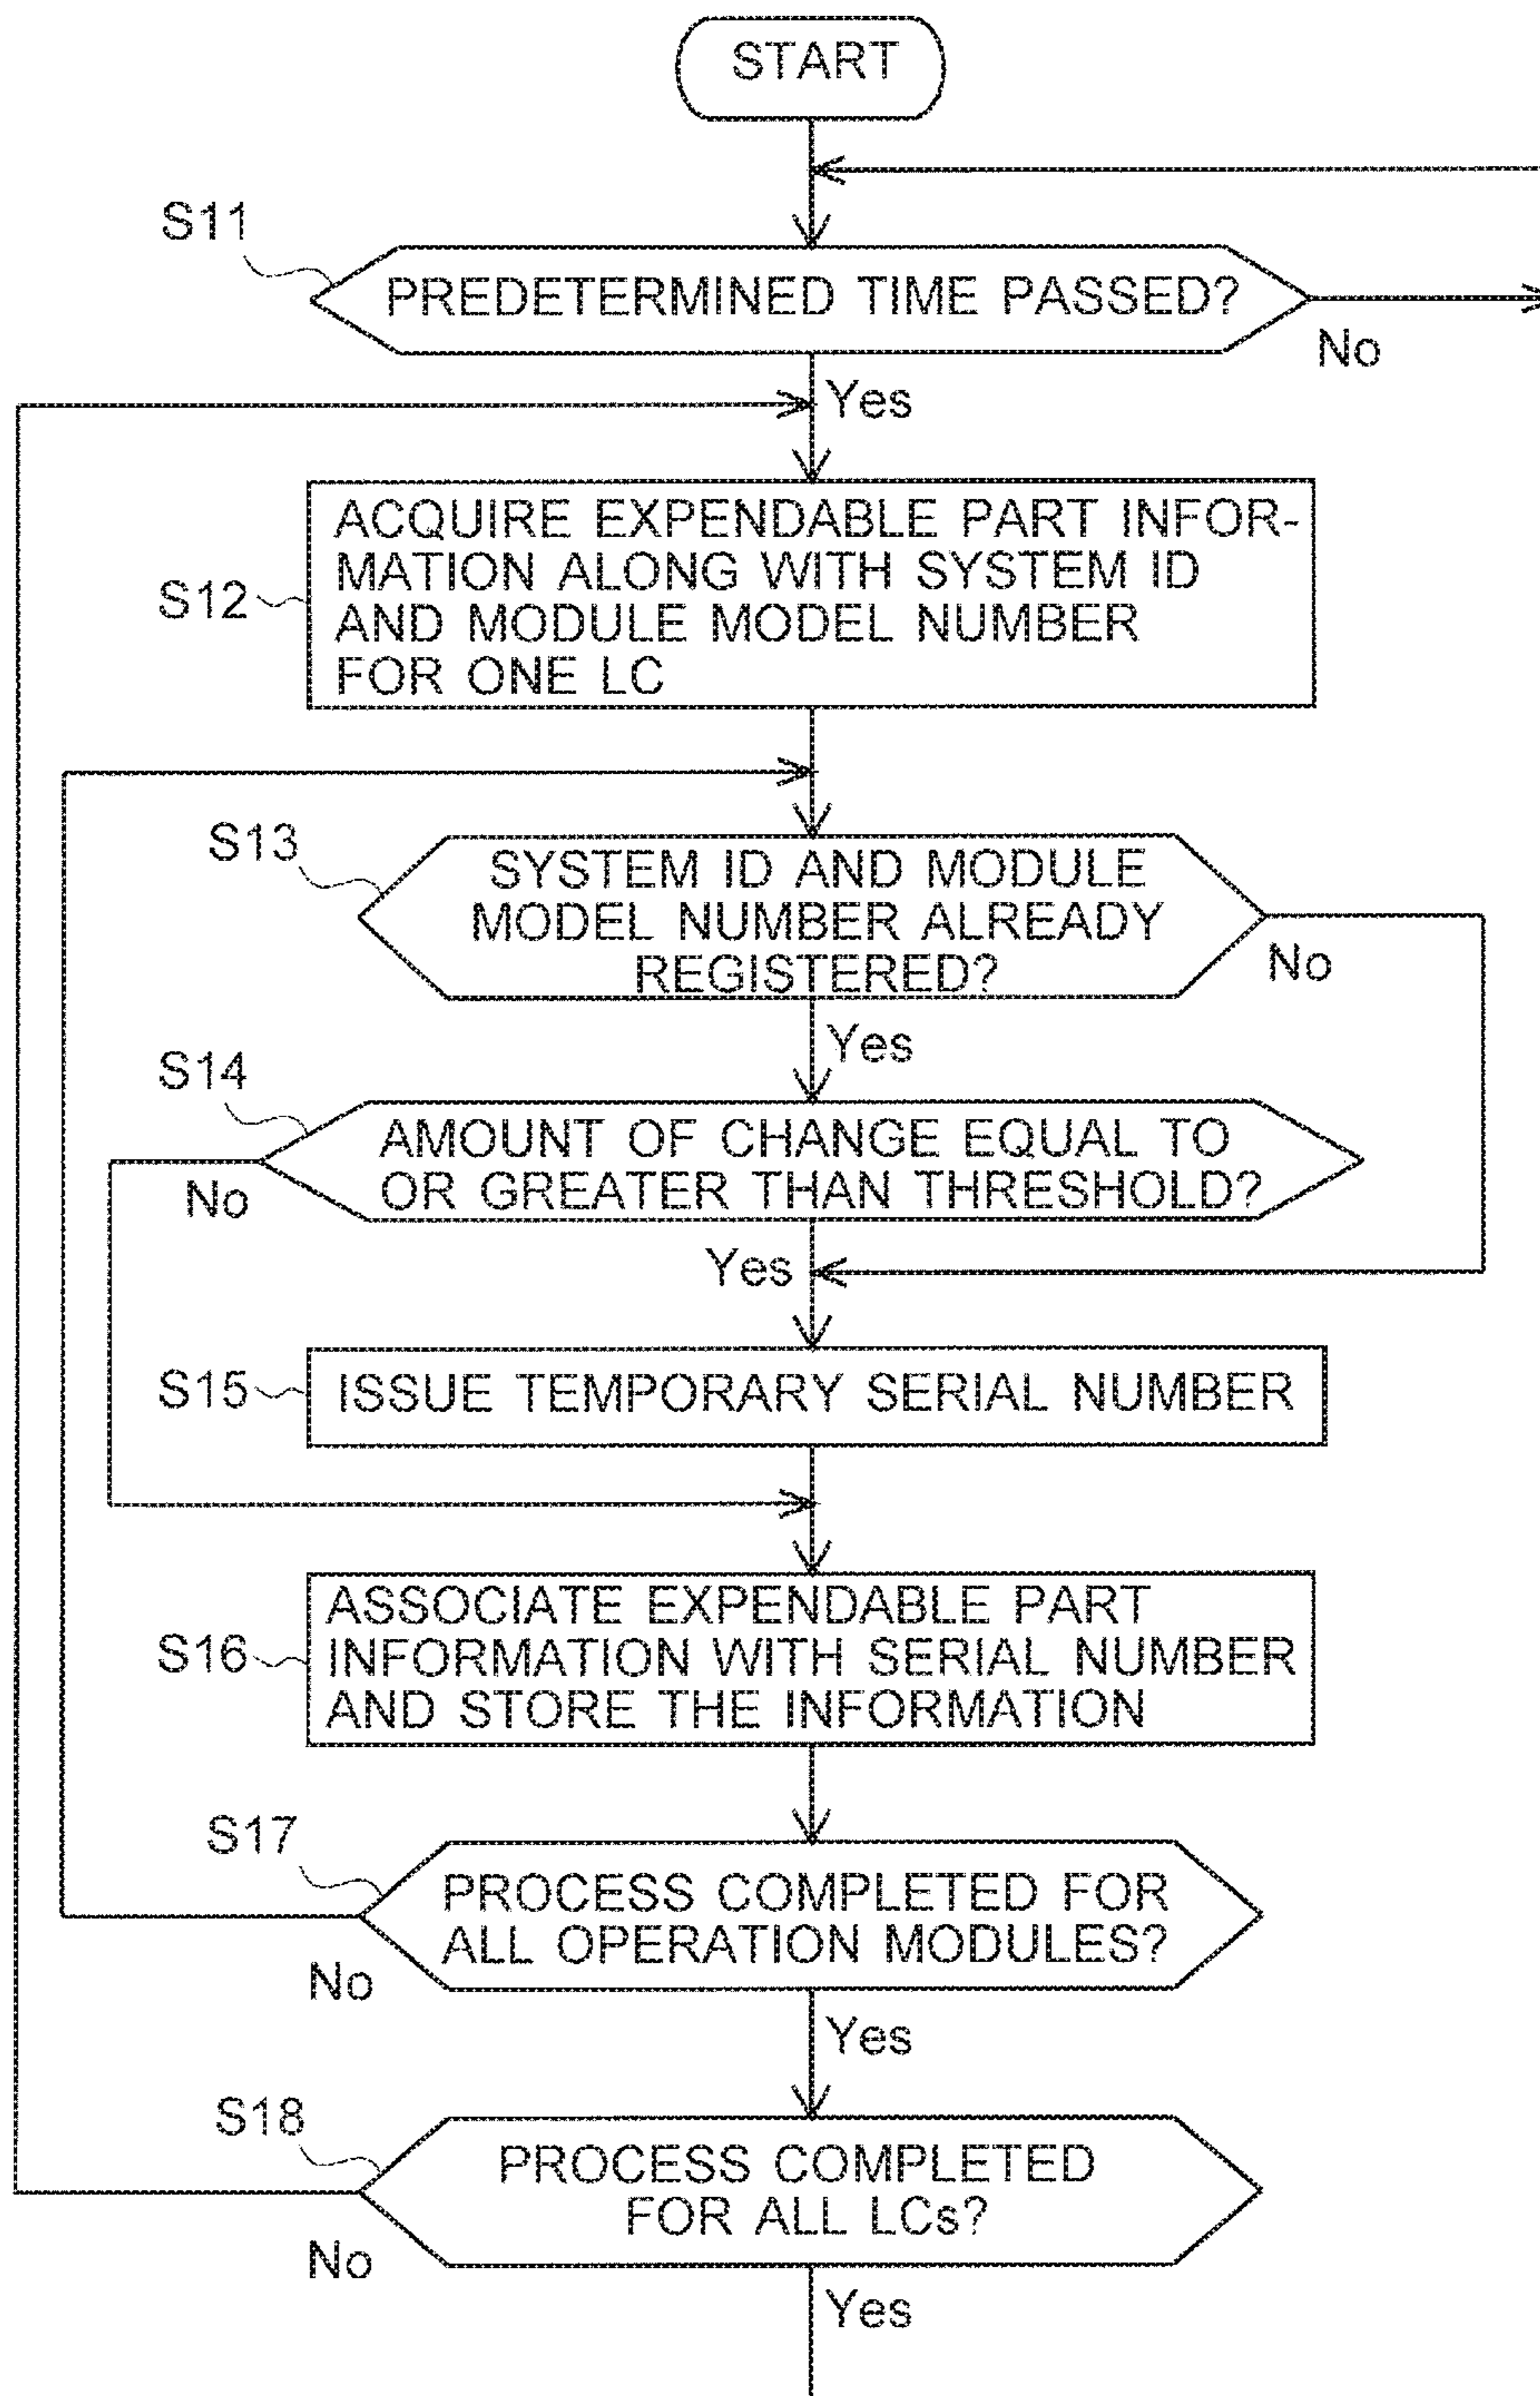 START
S11
PREDETERMINED TIME PASSED?
No
Yes
S12
ACQUIRE EXPENDABLE PART INFOR-
MATION ALONG WITH SYSTEM ID
AND MODULE MODEL NUMBER
FOR ONE LC
S13
SYSTEM ID AND MODULE
MODEL NUMBER ALREADY
REGISTERED?
No
Yes
S14
AMOUNT OF CHANGE EQUAL TO
OR GREATER THAN THRESHOLD?
No
Yes
S15
ISSUE TEMPORARY SERIAL NUMBER
S16
ASSOCIATE EXPENDABLE PART
INFORMATION WITH SERIAL NUMBER
AND STORE THE INFORMATION
S17
PROCESS COMPLETED FOR
ALL OPERATION MODULES?
No
Yes
S18
PROCESS COMPLETED
FOR ALL LCs?
No
Yes